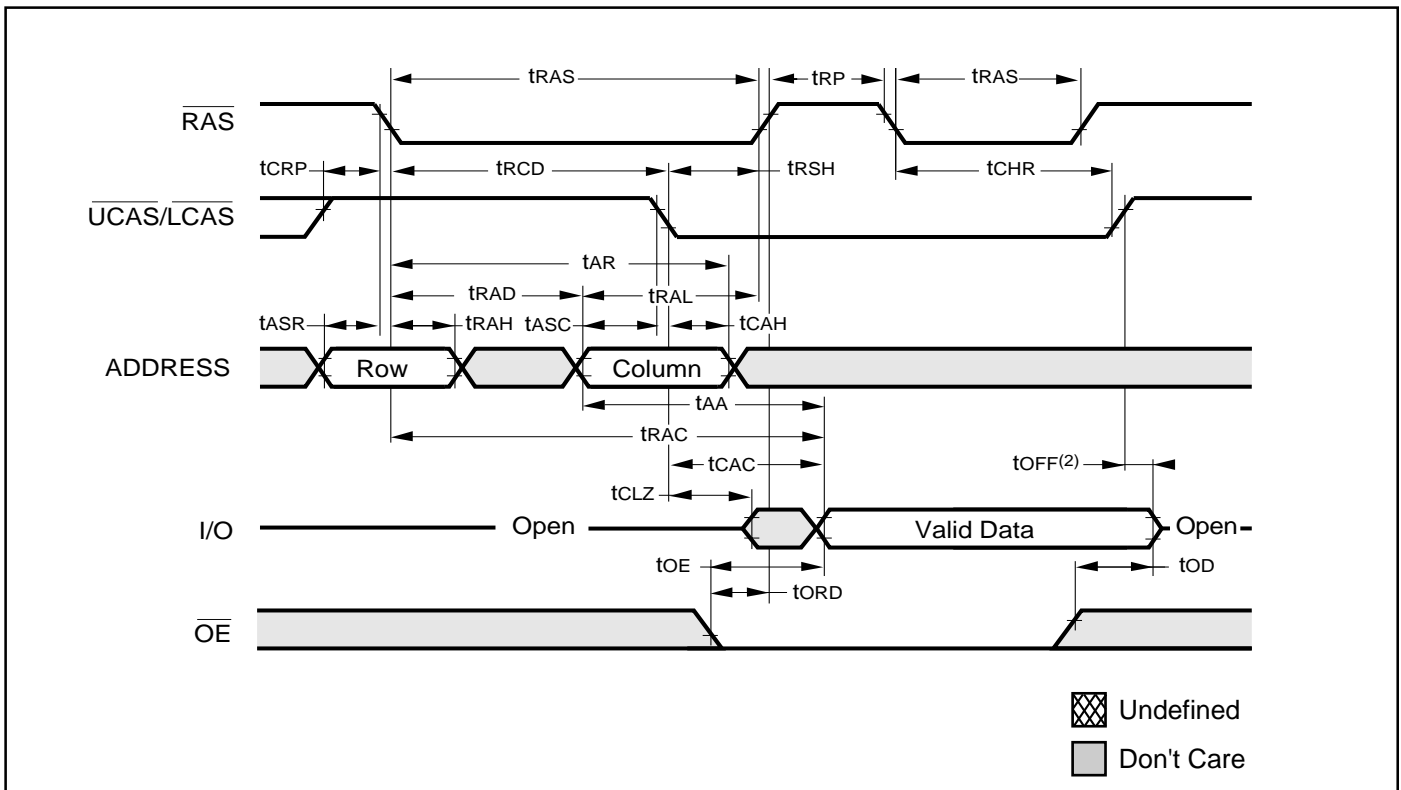 tRAS tRP tRAS
RAS
tCRP tRCD tRSH tCHR
UCAS/LCAS
tAR
tRAD tRAL
tASR tRAH tASC tCAH
ADDRESS Row Column
tAA
tRAC
tCAC tOFF(2)
tCLZ
I/O Open Valid Data Open
tOE tOD
tORD
OE
Undefined
Don't Care